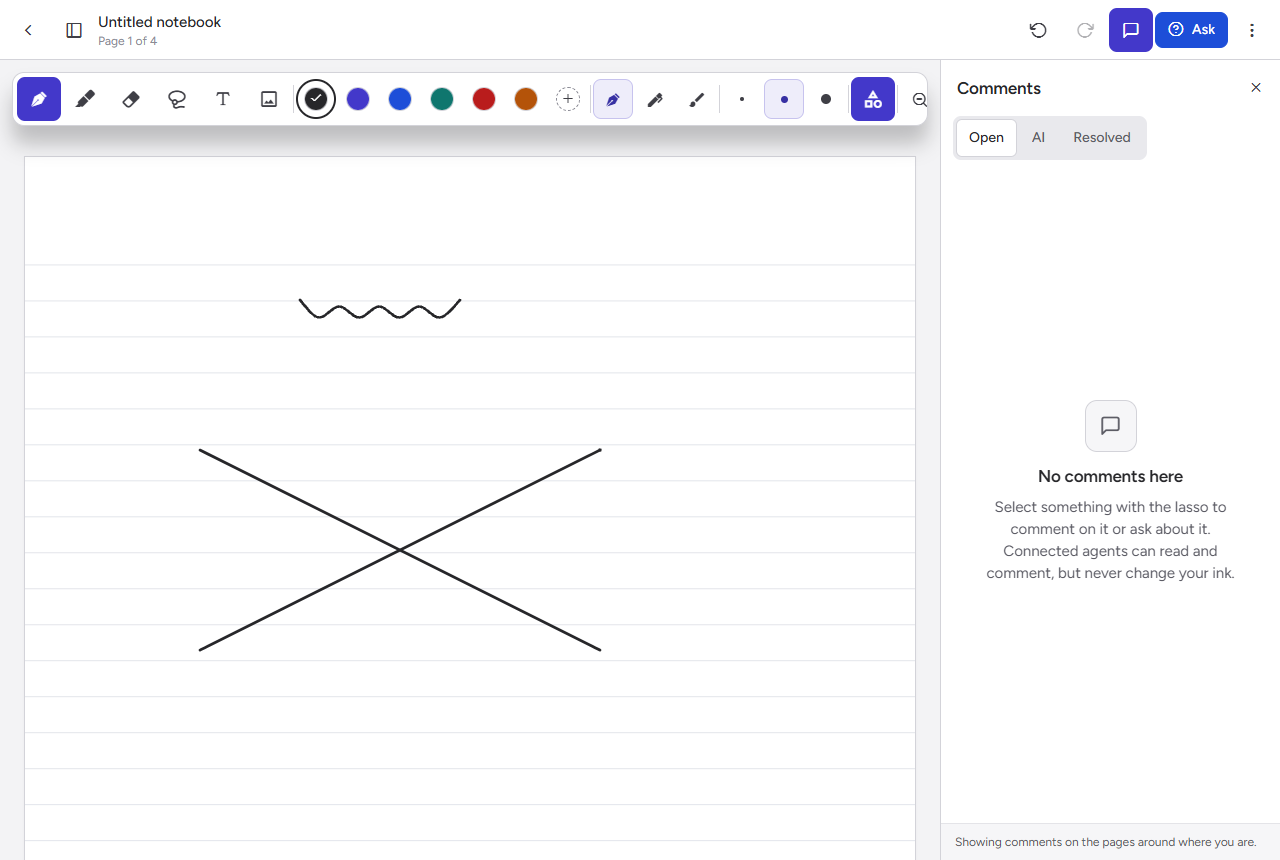 Untitled notebook
Page 1 of 4
Ask
T
Comments
Open AI Resolved
No comments here
Select something with the lasso to
comment on it or ask about it.
Connected agents can read and
comment, but never change your ink.
Showing comments on the pages around where you are.